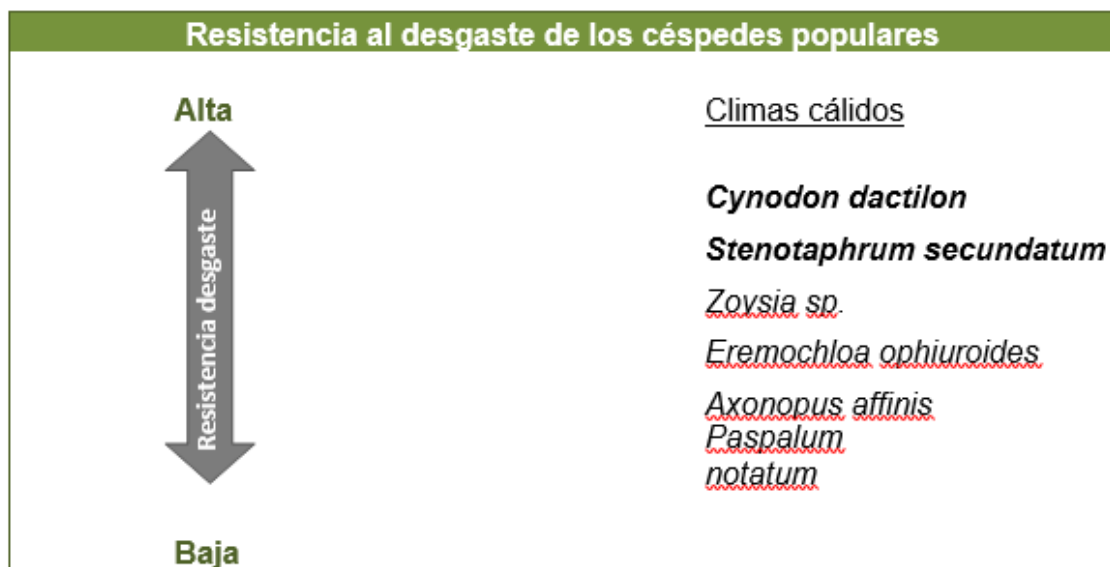 Resistencia al desgaste de los céspedes populares
Alta
Climas cálidos
Resistencia desgaste
Cynodon dactilon
Stenotaphrum secundatum
Zoysia sp.
Eremochloa ophiuroides
Axonopus affinis
Paspalum
notatum
Baja